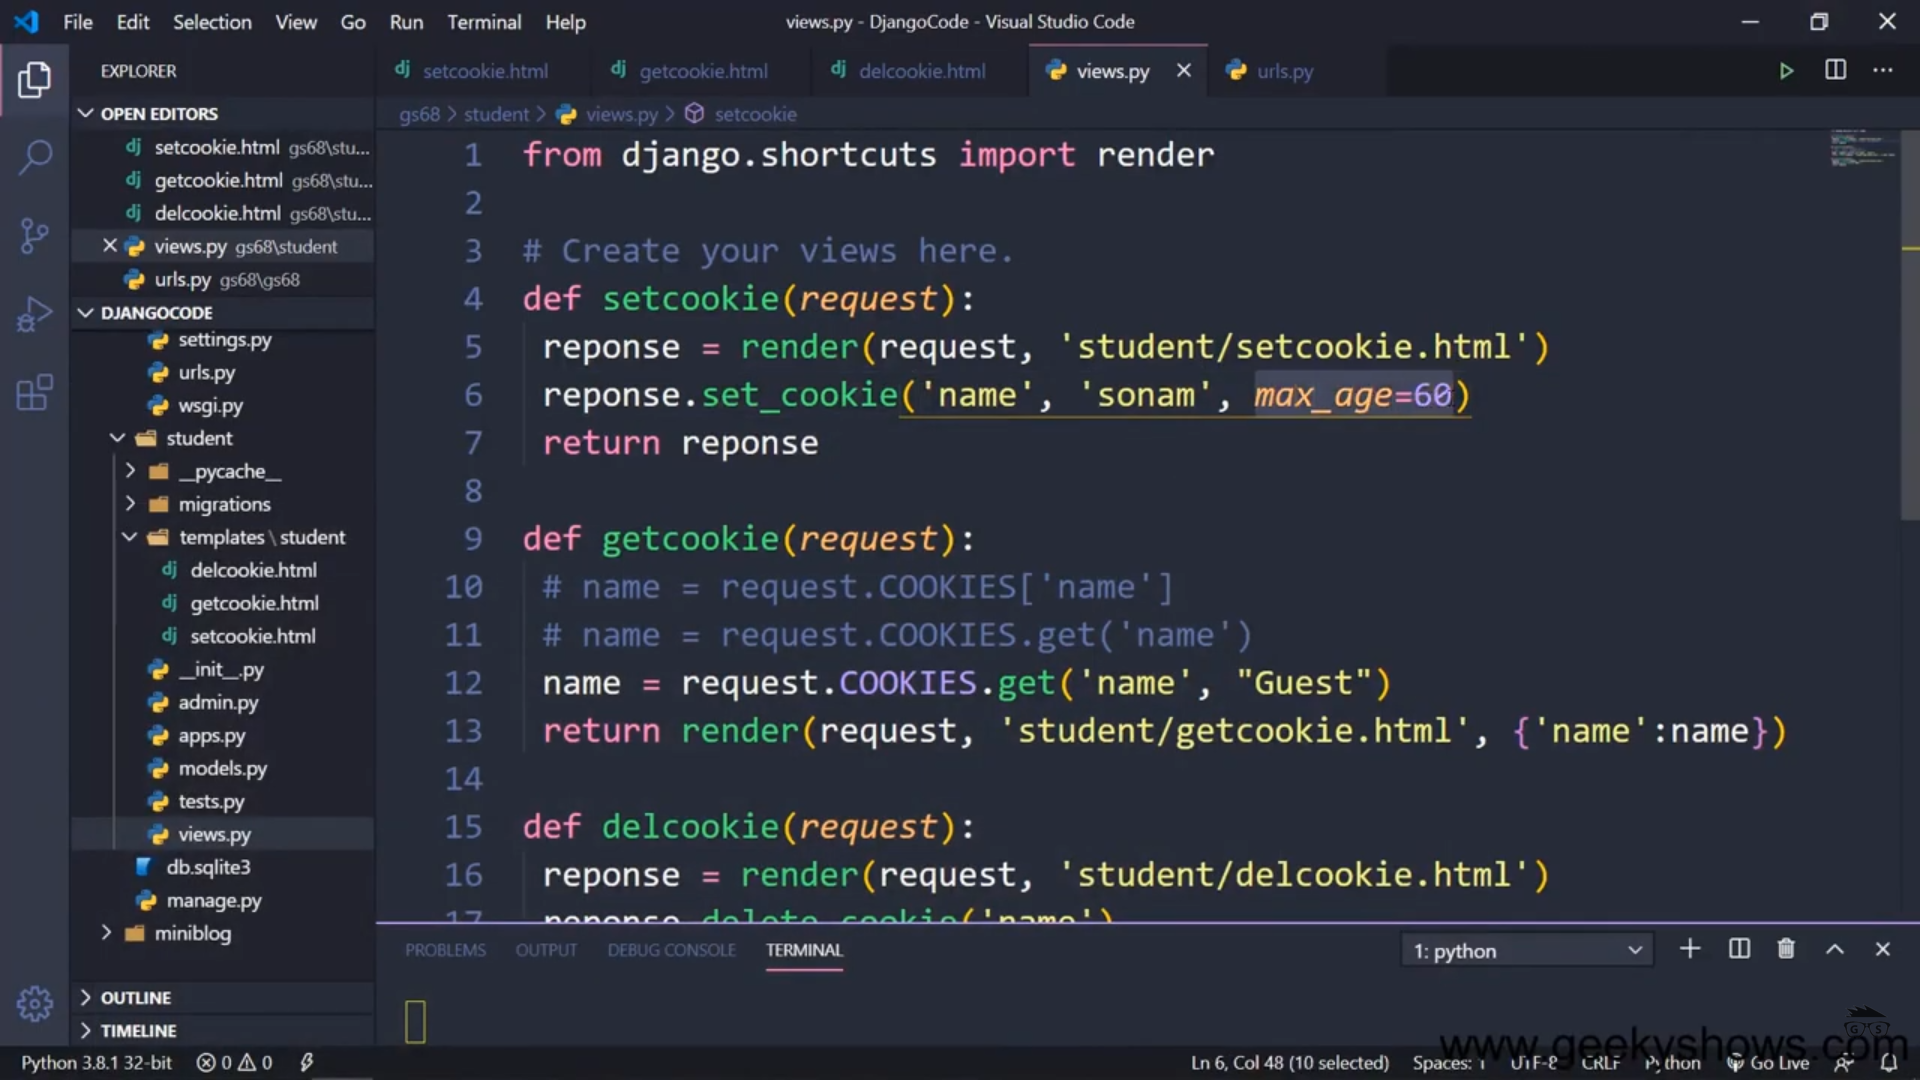 File Edit Selection View Go Run Terminal Help
views.py - DjangoCode - Visual Studio Code
EXPLORER
OPEN EDITORS
setcookie.html gs68\stu...
getcookie.html gs68\stu...
delcookie.html gs68\stu...
views.py gs68\student
urls.py gs68\gs68
DJANGOCODE
settings.py
urls.py
wsgi.py
student
__pycache__
migrations
templates \ student
delcookie.html
getcookie.html
setcookie.html
__init__.py
admin.py
apps.py
models.py
tests.py
views.py
db.sqlite3
manage.py
miniblog
OUTLINE
TIMELINE
setcookie.html getcookie.html delcookie.html views.py urls.py
gs68 > student > views.py > setcookie
1 from django.shortcuts import render
2
3 # Create your views here.
4 def setcookie(request):
5 reponse = render(request, 'student/setcookie.html')
6 reponse.set_cookie('name', 'sonam', max_age=60)
7 return reponse
8
9 def getcookie(request):
10 # name = request.COOKIES['name']
11 # name = request.COOKIES.get('name')
12 name = request.COOKIES.get('name', "Guest")
13 return render(request, 'student/getcookie.html', {'name':name})
14
15 def delcookie(request):
16 reponse = render(request, 'student/delcookie.html')
17 reponse.delete_cookie('name')
PROBLEMS OUTPUT DEBUG CONSOLE TERMINAL
1: python
GS
www.geekyshows.com
Python 3.8.1 32-bit 0 0
Ln 6, Col 48 (10 selected) Spaces: 1 UTF-8 CRLF Python Go Live